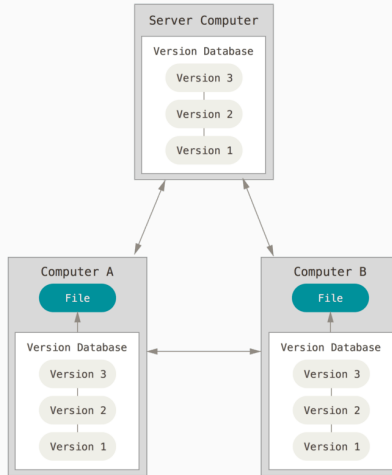 Server Computer
Version Database
Version 3
Version 2
Version 1
Computer A
File
Version Database
Version 3
Version 2
Version 1
Computer B
File
Version Database
Version 3
Version 2
Version 1